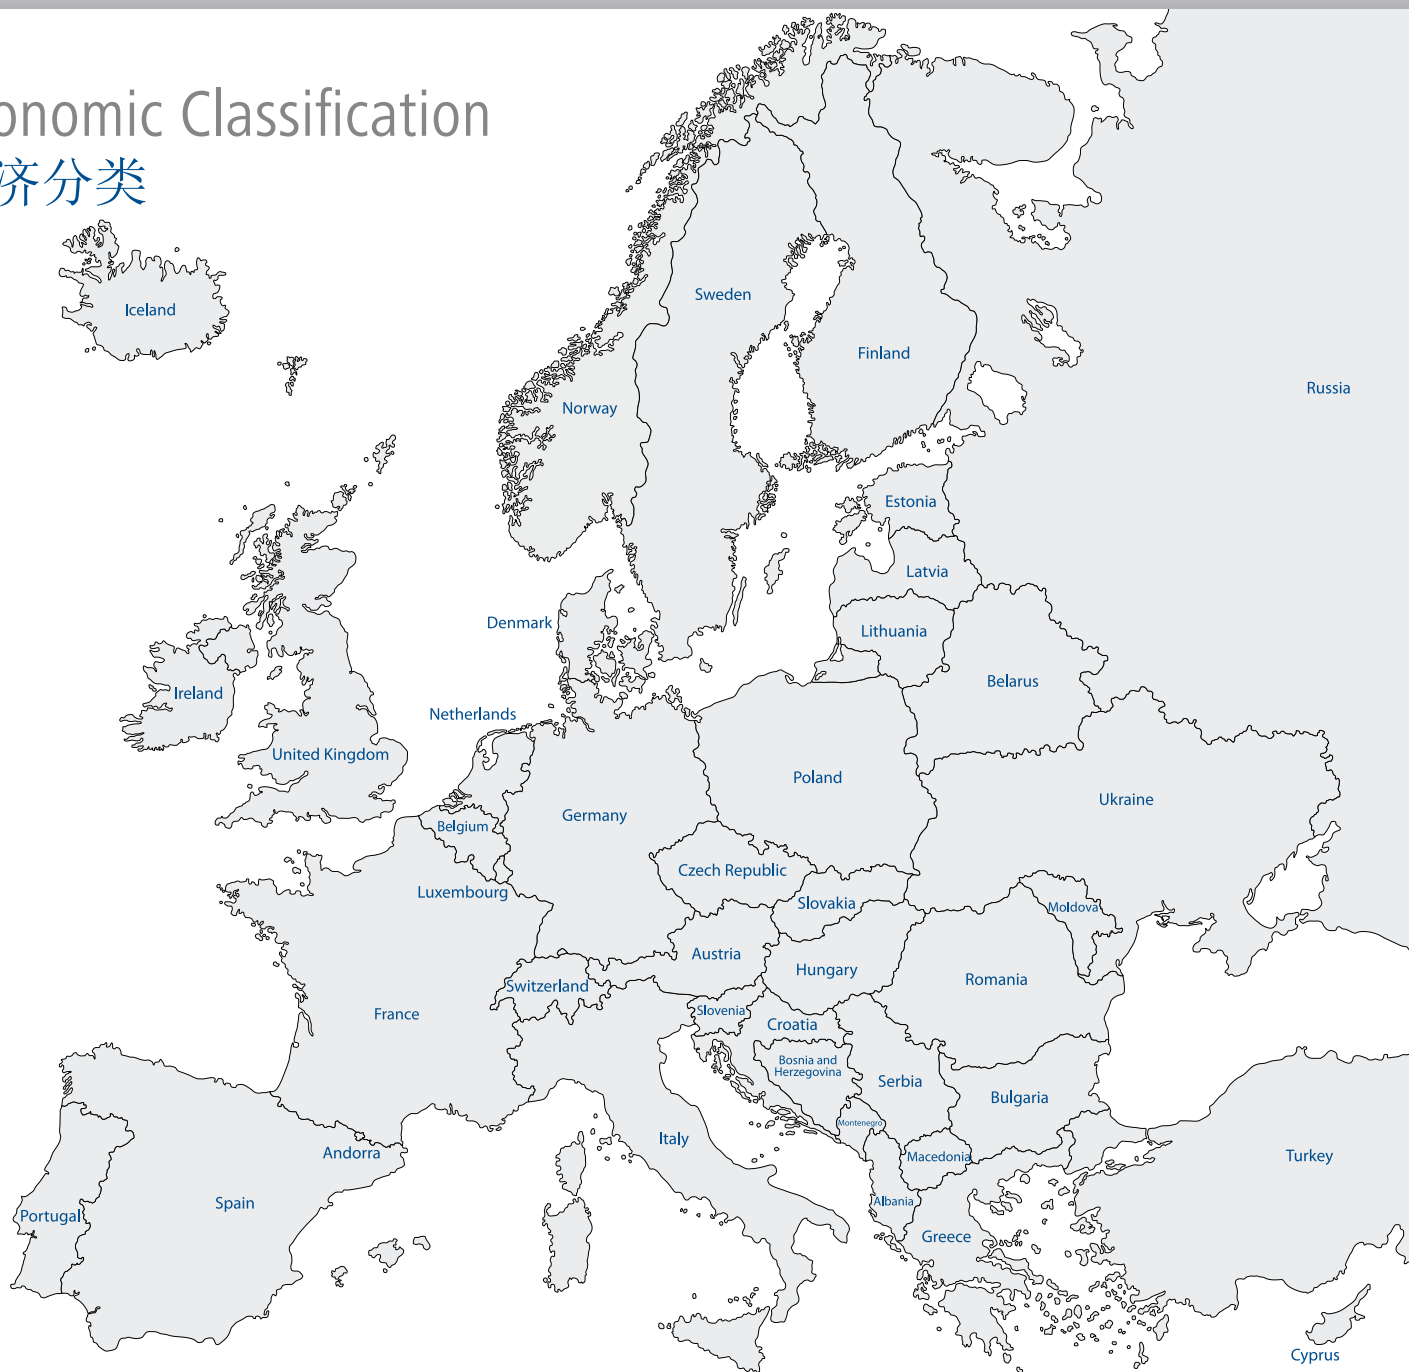 onomic Classification
济分类
Iceland
Sweden
Finland
Russia
Norway
Estonia
Latvia
Denmark
Lithuania
Ireland
Belarus
Netherlands
United Kingdom
Poland
Ukraine
Germany
Belgium
Czech Republic
Luxembourg
Slovakia
Moldova
Austria
Hungary
Romania
Switzerland
Slovenia
France
Croatia
Bosnia and
Herzegovina
Serbia
Bulgaria
Montenegro
Italy
Andorra
Macedonia
Turkey
Spain
Albania
Portugal
Greece
Cyprus